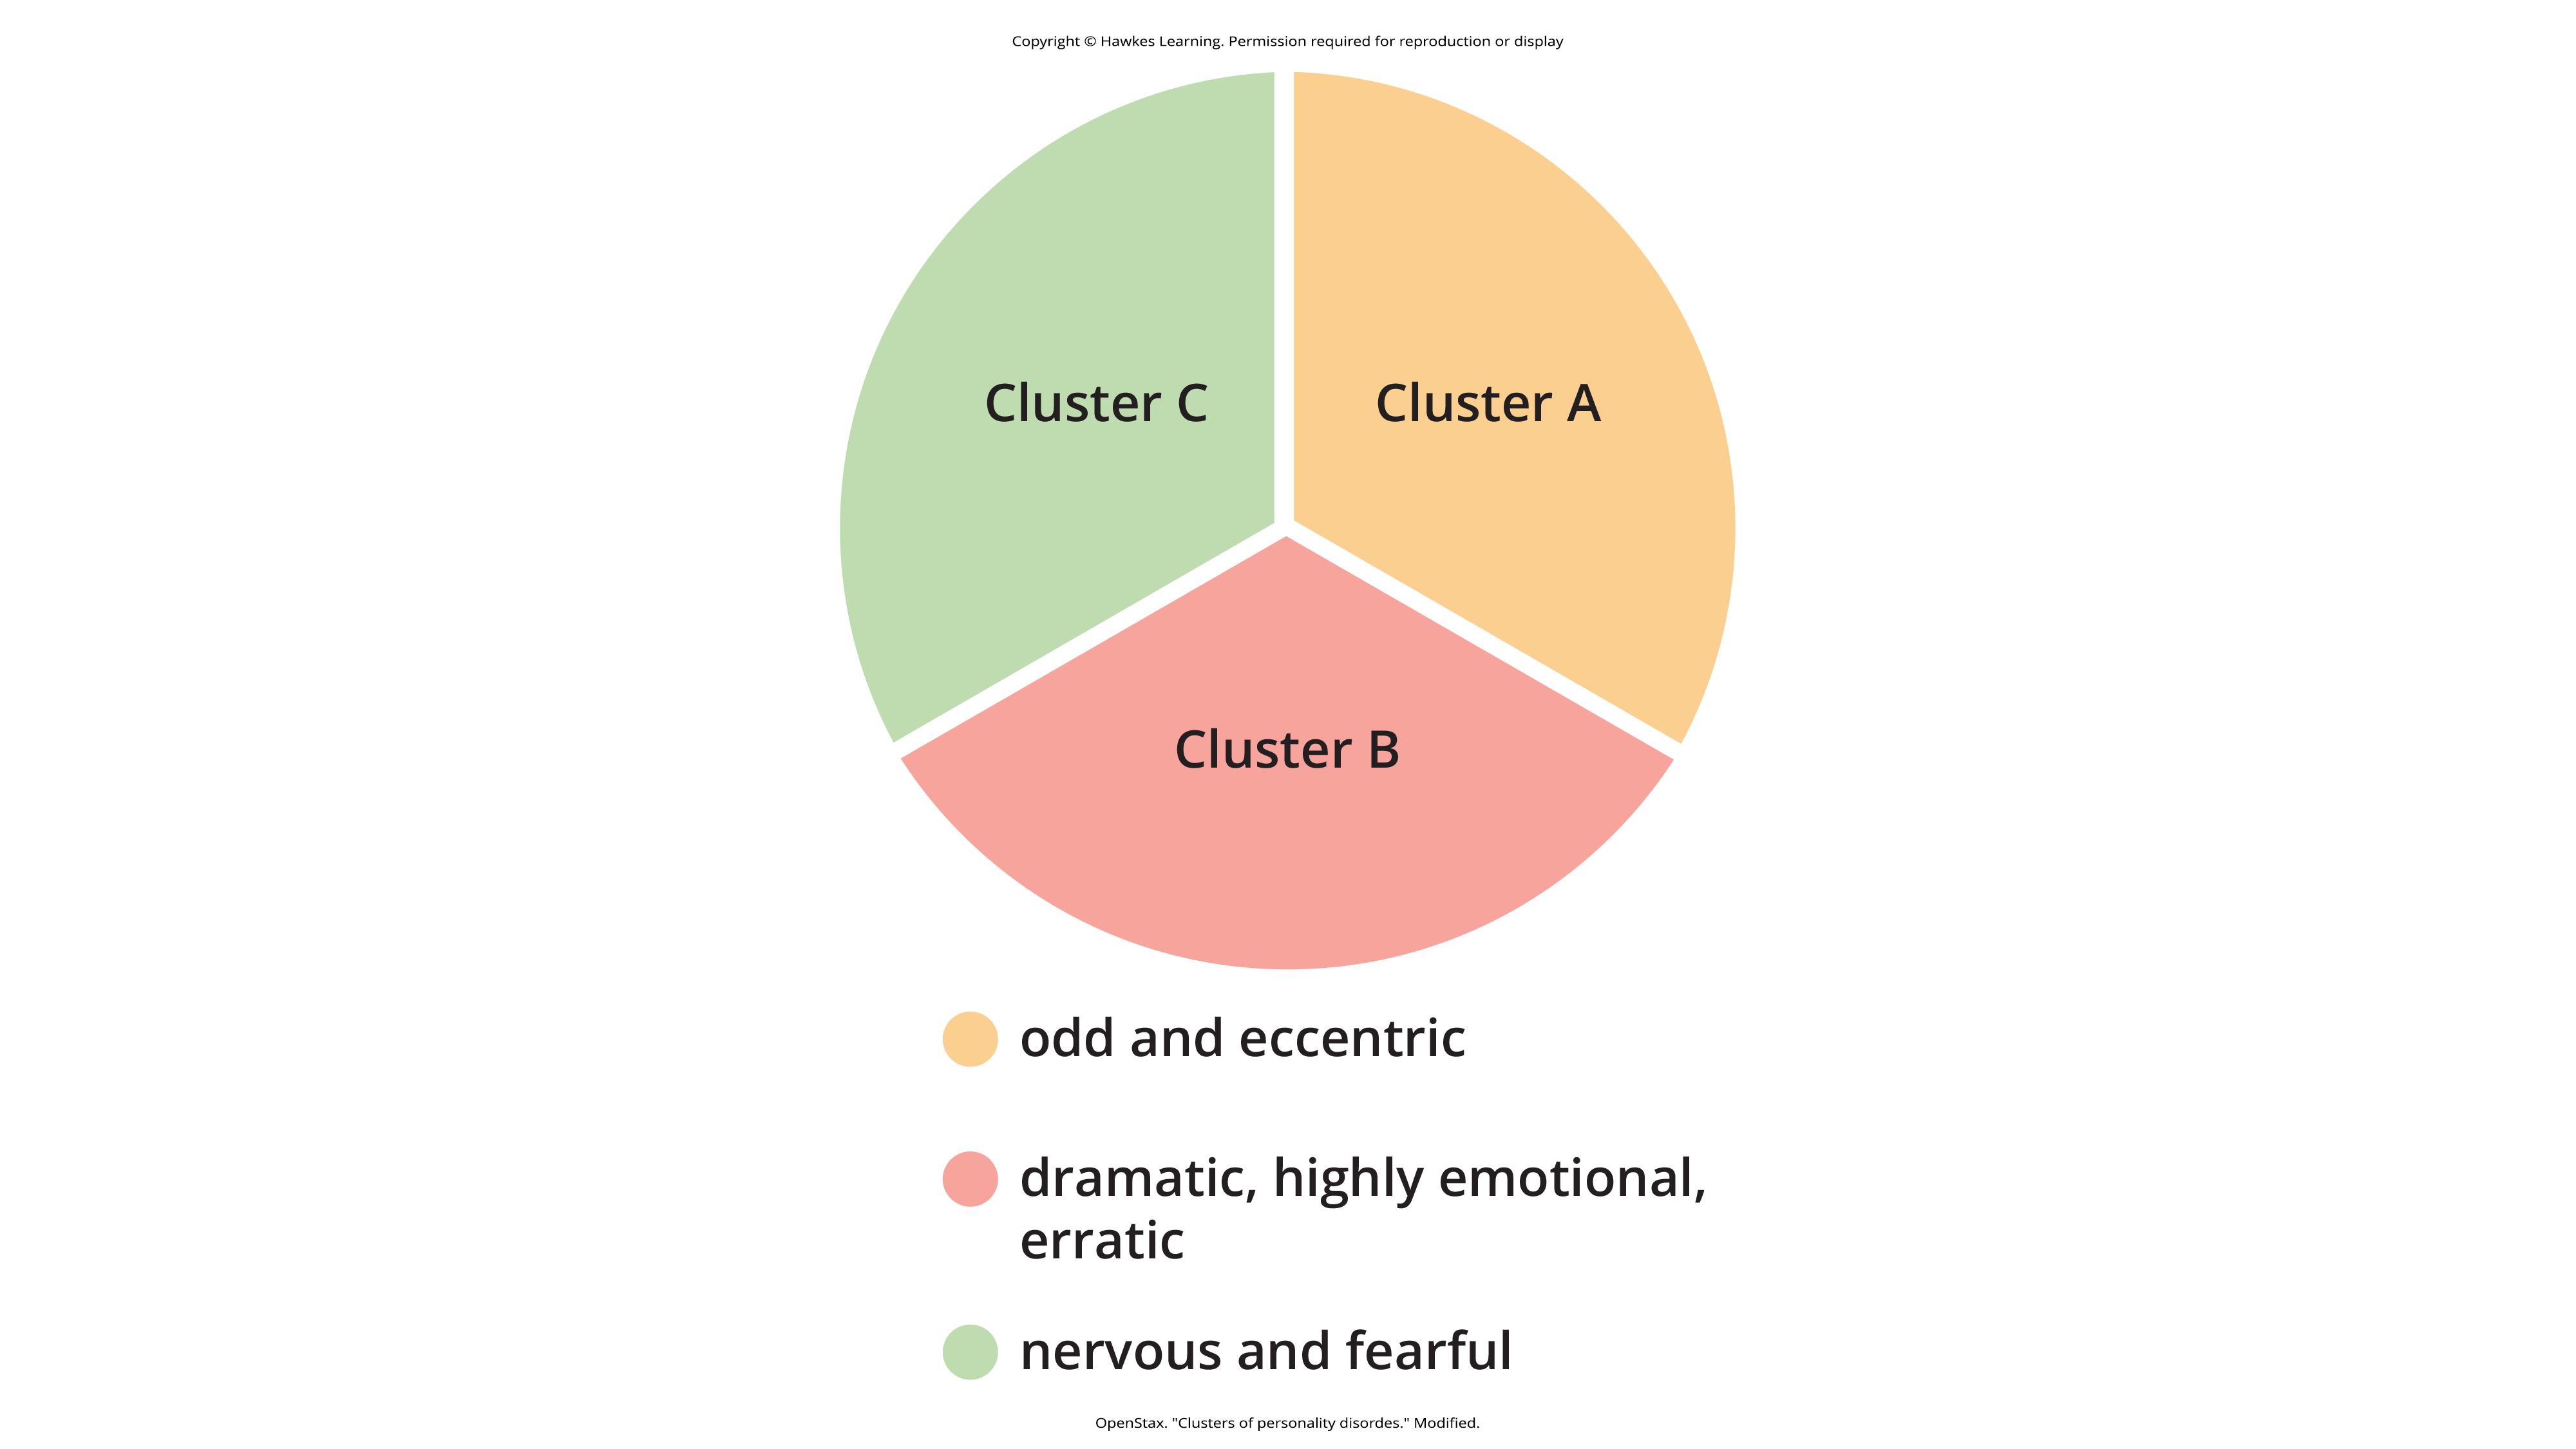 Copyright © Hawkes Learning. Permission required for reproduction or display
Cluster C
Cluster A
Cluster B
odd and eccentric
dramatic, highly emotional,
erratic
nervous and fearful
OpenStax. "Clusters of personality disordes." Modified.